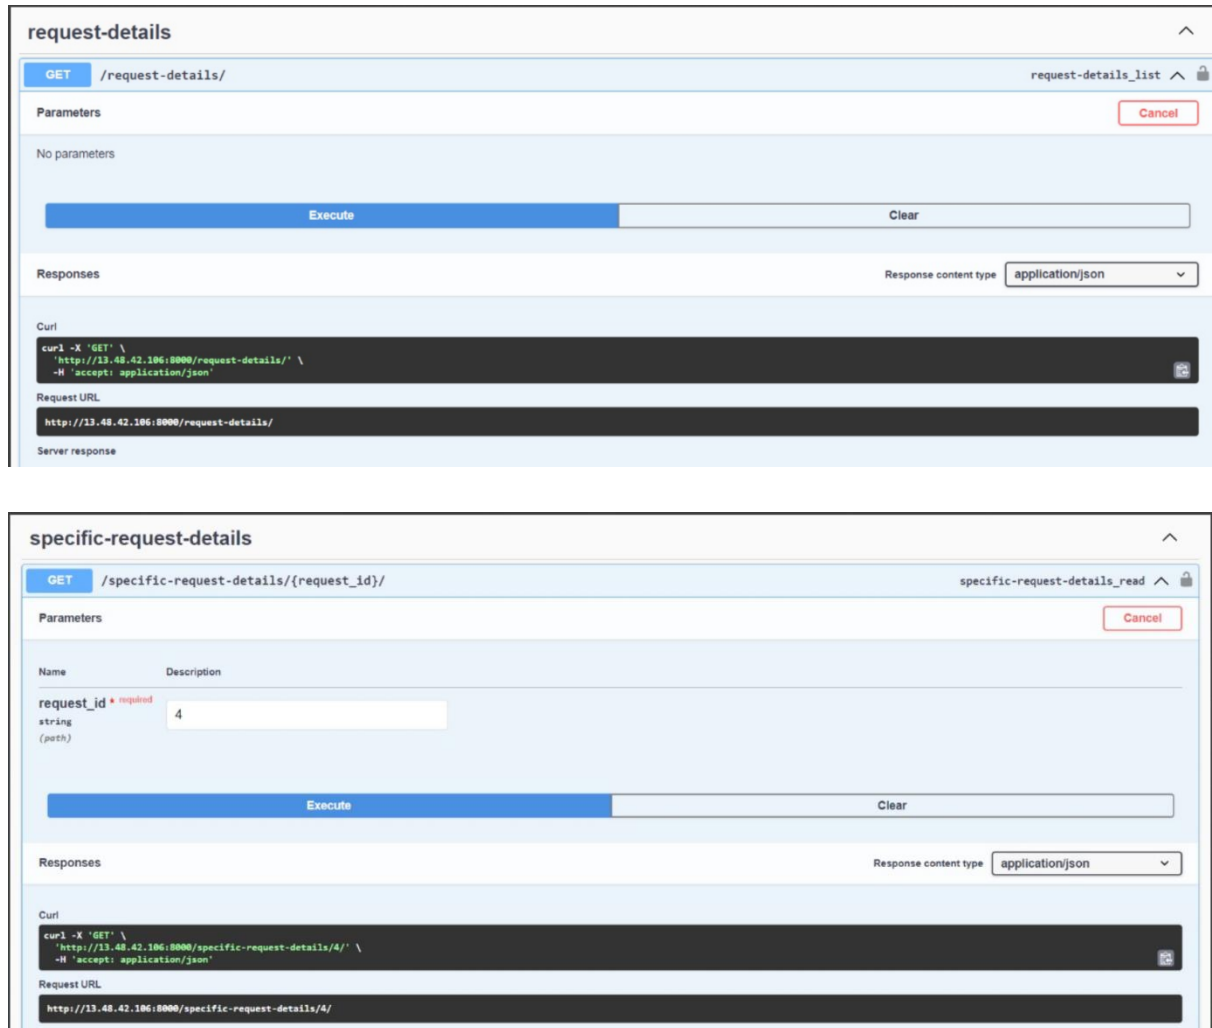 request-details
GET /request-details/ request-details_list
Parameters Cancel
No parameters
Execute Clear
Responses Response content type application/json
Curl
curl -X 'GET' \
'http://13.48.42.106:8000/request-details/' \
-H 'accept: application/json'
Request URL
http://13.48.42.106:8000/request-details/
Server response
specific-request-details
GET /specific-request-details/{request_id}/ specific-request-details_read
Parameters Cancel
Name Description
request_id * required
string
(path)
4
Execute Clear
Responses Response content type application/json
Curl
curl -X 'GET' \
'http://13.48.42.106:8000/specific-request-details/4/' \
-H 'accept: application/json'
Request URL
http://13.48.42.106:8000/specific-request-details/4/